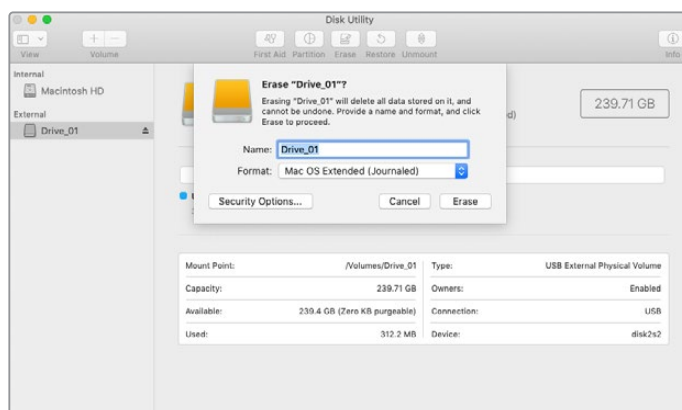 Disk Utility
View
Volume
First Aid
Partition
Erase
Restore
Unmount
Info
Internal
Macintosh HD
External
Drive_01
Erase "Drive_01"?
Erasing "Drive_01" will delete all data stored on it, and
cannot be undone. Provide a name and format, and click
Erase to proceed.
Name: Drive_01
Format: Mac OS Extended (Journaled)
Security Options...
Cancel
Erase
d)
239.71 GB
Mount Point: /Volumes/Drive_01
Type: USB External Physical Volume
Capacity: 239.71 GB
Owners: Enabled
Available: 239.4 GB (Zero KB purgeable)
Connection: USB
Used: 312.2 MB
Device: disk2s2